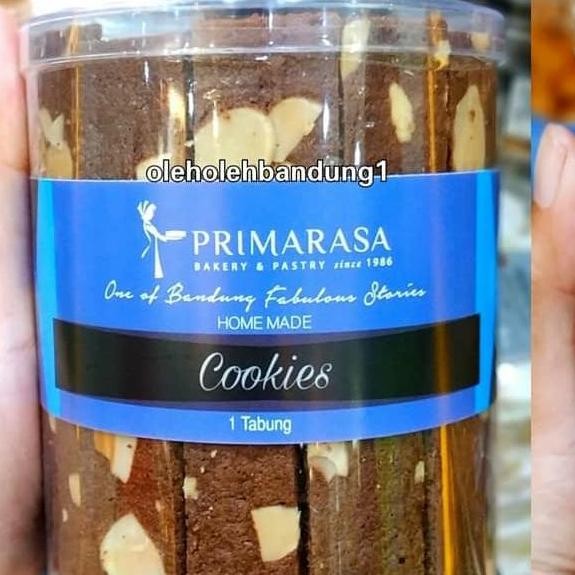 oleholehbandung1
PRIMARASA
BAKERY & PASTRY since 1986
One of Bandung Fabulous Stories
HOME MADE
Cookies
1 Tabung